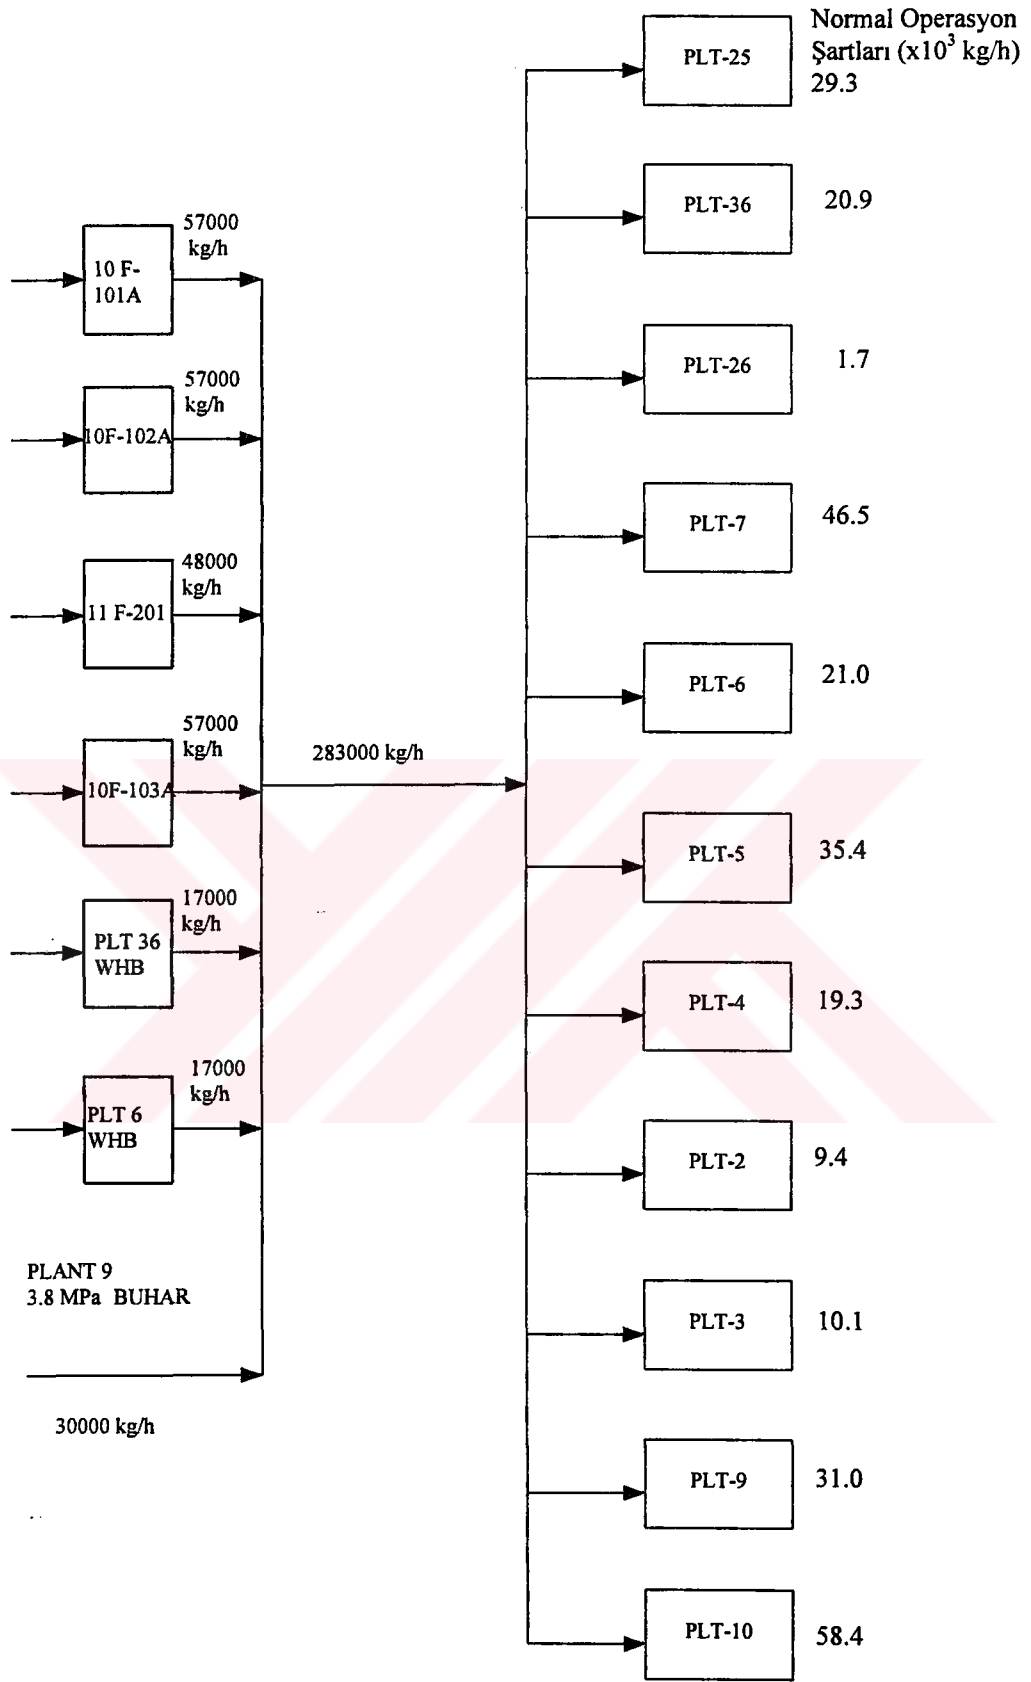 Normal Operasyon
Şartları (x10³ kg/h)
PLT-25
29.3
PLT-36
20.9
PLT-26
1.7
PLT-7
46.5
PLT-6
21.0
PLT-5
35.4
PLT-4
19.3
PLT-2
9.4
PLT-3
10.1
PLT-9
31.0
PLT-10
58.4
57000
kg/h
10 F-
101A
57000
kg/h
10F-102A
48000
kg/h
11 F-201
57000
kg/h
10F-103A
17000
kg/h
PLT 36
WHB
17000
kg/h
PLT 6
WHB
PLANT 9
3.8 MPa BUHAR
30000 kg/h
283000 kg/h